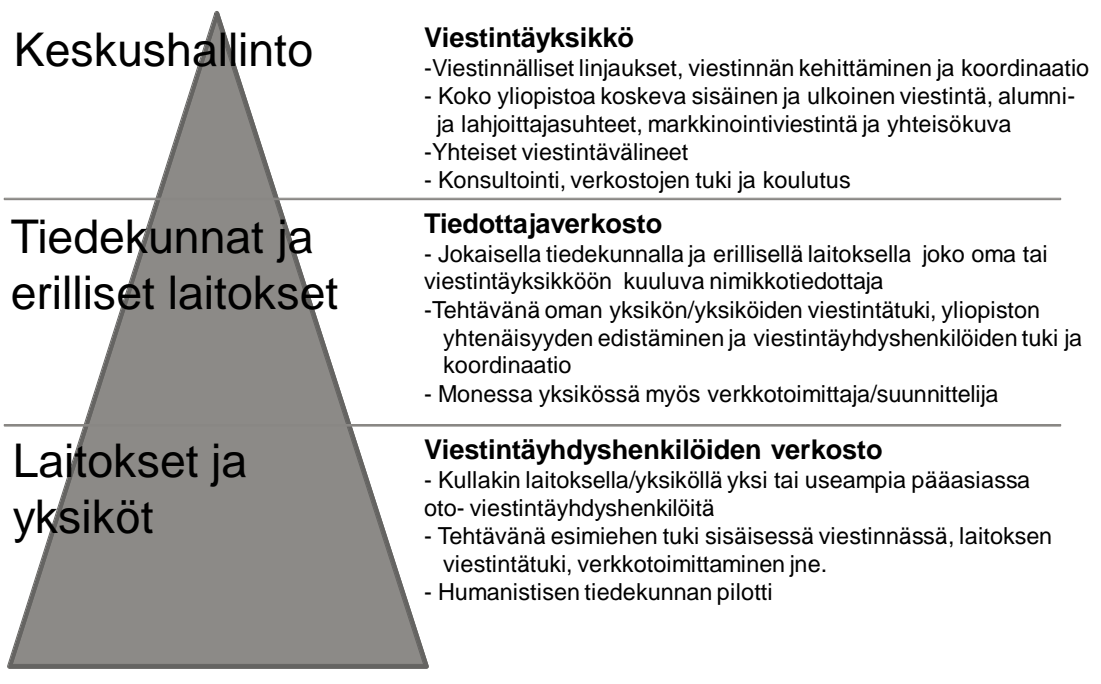 Keskushallinto
Viestintäyksikkö
-Viestinnälliset linjaukset, viestinnän kehittäminen ja koordinaatio
- Koko yliopistoa koskeva sisäinen ja ulkoinen viestintä, alumni-
ja lahjoittajasuhteet, markkinointiviestintä ja yhteisökuva
-Yhteiset viestintävälineet
- Konsultointi, verkostojen tuki ja koulutus
Tiedekunnat ja
erilliset laitokset
Tiedottajaverkosto
- Jokaisella tiedekunnalla ja erillisellä laitoksella joko oma tai
viestintäyksikköön kuuluva nimikkotiedottaja
-Tehtävänä oman yksikön/yksiköiden viestintätuki, yliopiston
yhtenäisyyden edistäminen ja viestintäyhdyshenkilöiden tuki ja
koordinaatio
- Monessa yksikössä myös verkkotoimittaja/suunnittelija
Laitokset ja
yksiköt
Viestintäyhdyshenkilöiden verkosto
- Kullakin laitoksella/yksiköllä yksi tai useampia pääasiassa
oto- viestintäyhdyshenkilöitä
- Tehtävänä esimiehen tuki sisäisessä viestinnässä, laitoksen
viestintätuki, verkkotoimittaminen jne.
- Humanistisen tiedekunnan pilotti